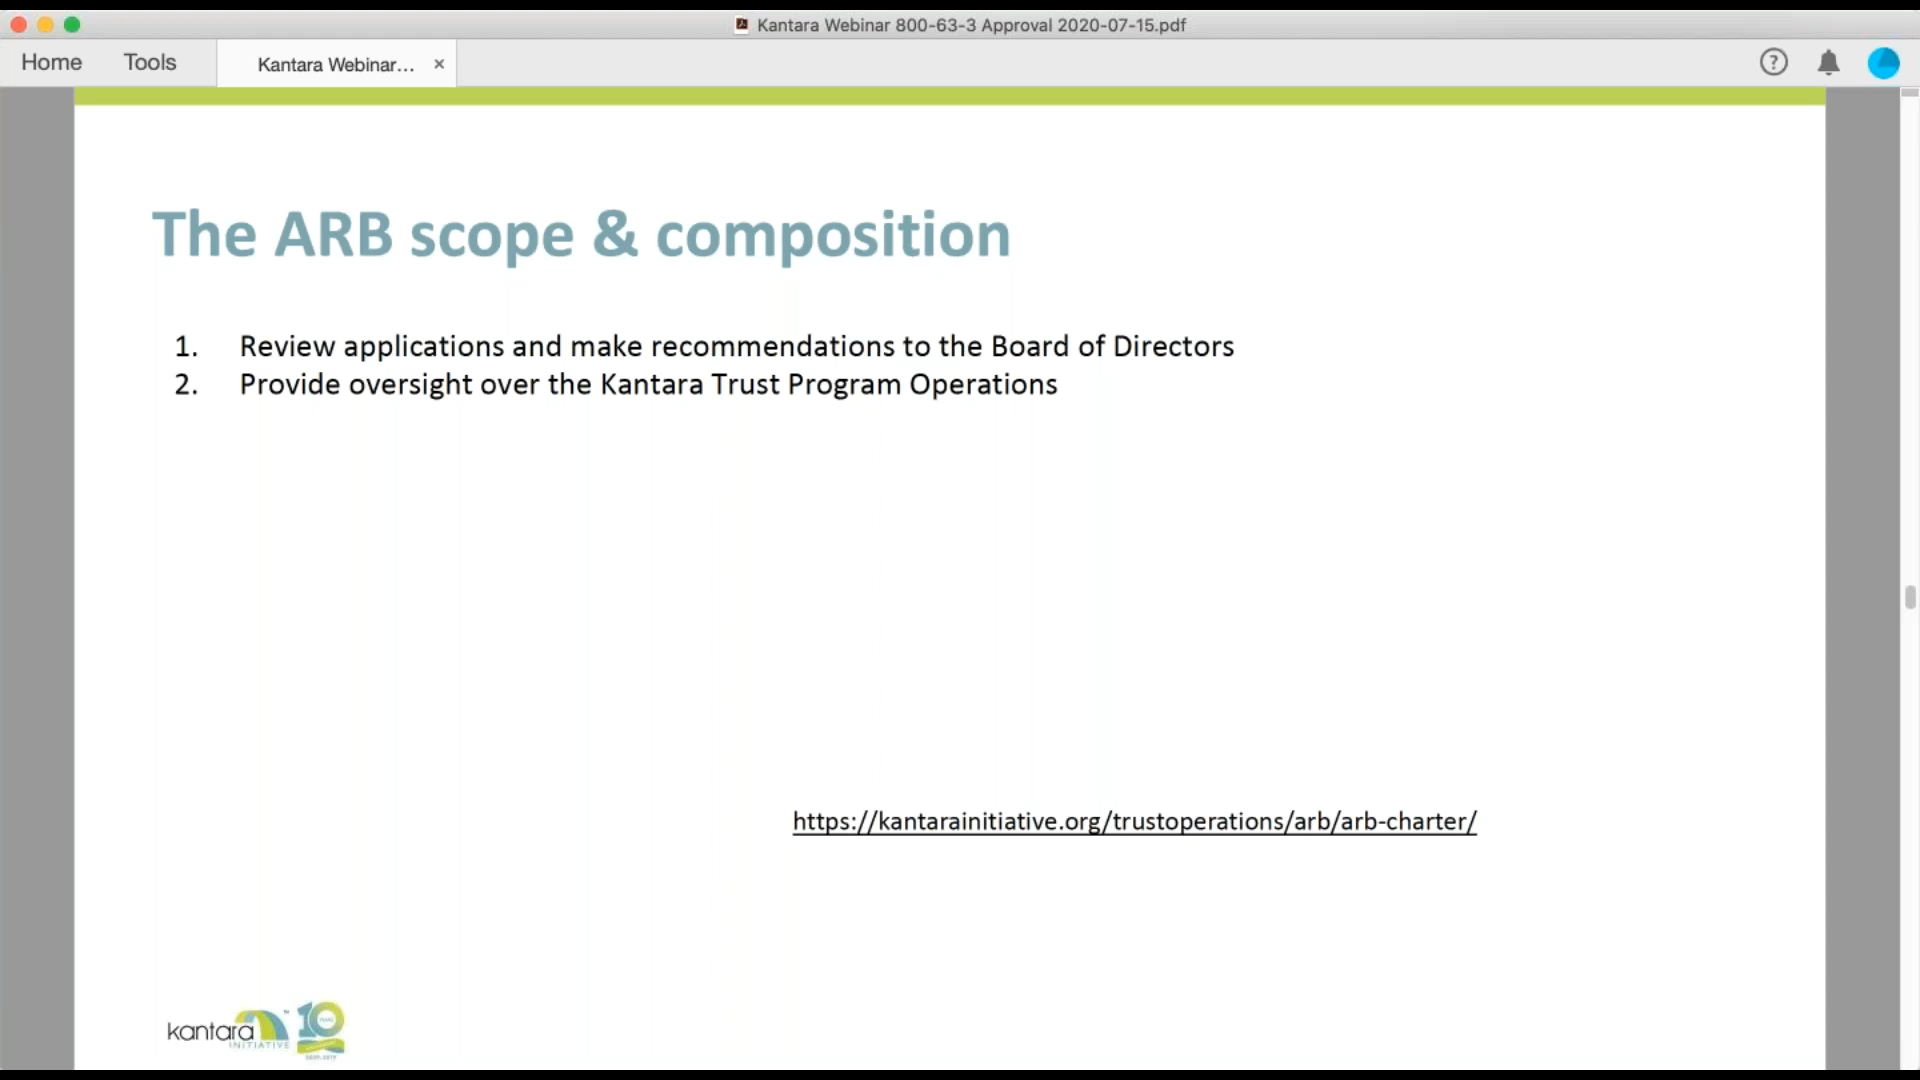 Kantara Webinar 800-63-3 Approval 2020-07-15.pdf
Home Tools Kantara Webinar... ×
The ARB scope & composition
1. Review applications and make recommendations to the Board of Directors
2. Provide oversight over the Kantara Trust Program Operations
https://kantarainitiative.org/trustoperations/arb/arb-charter/
kantara
INITIATIVE
10